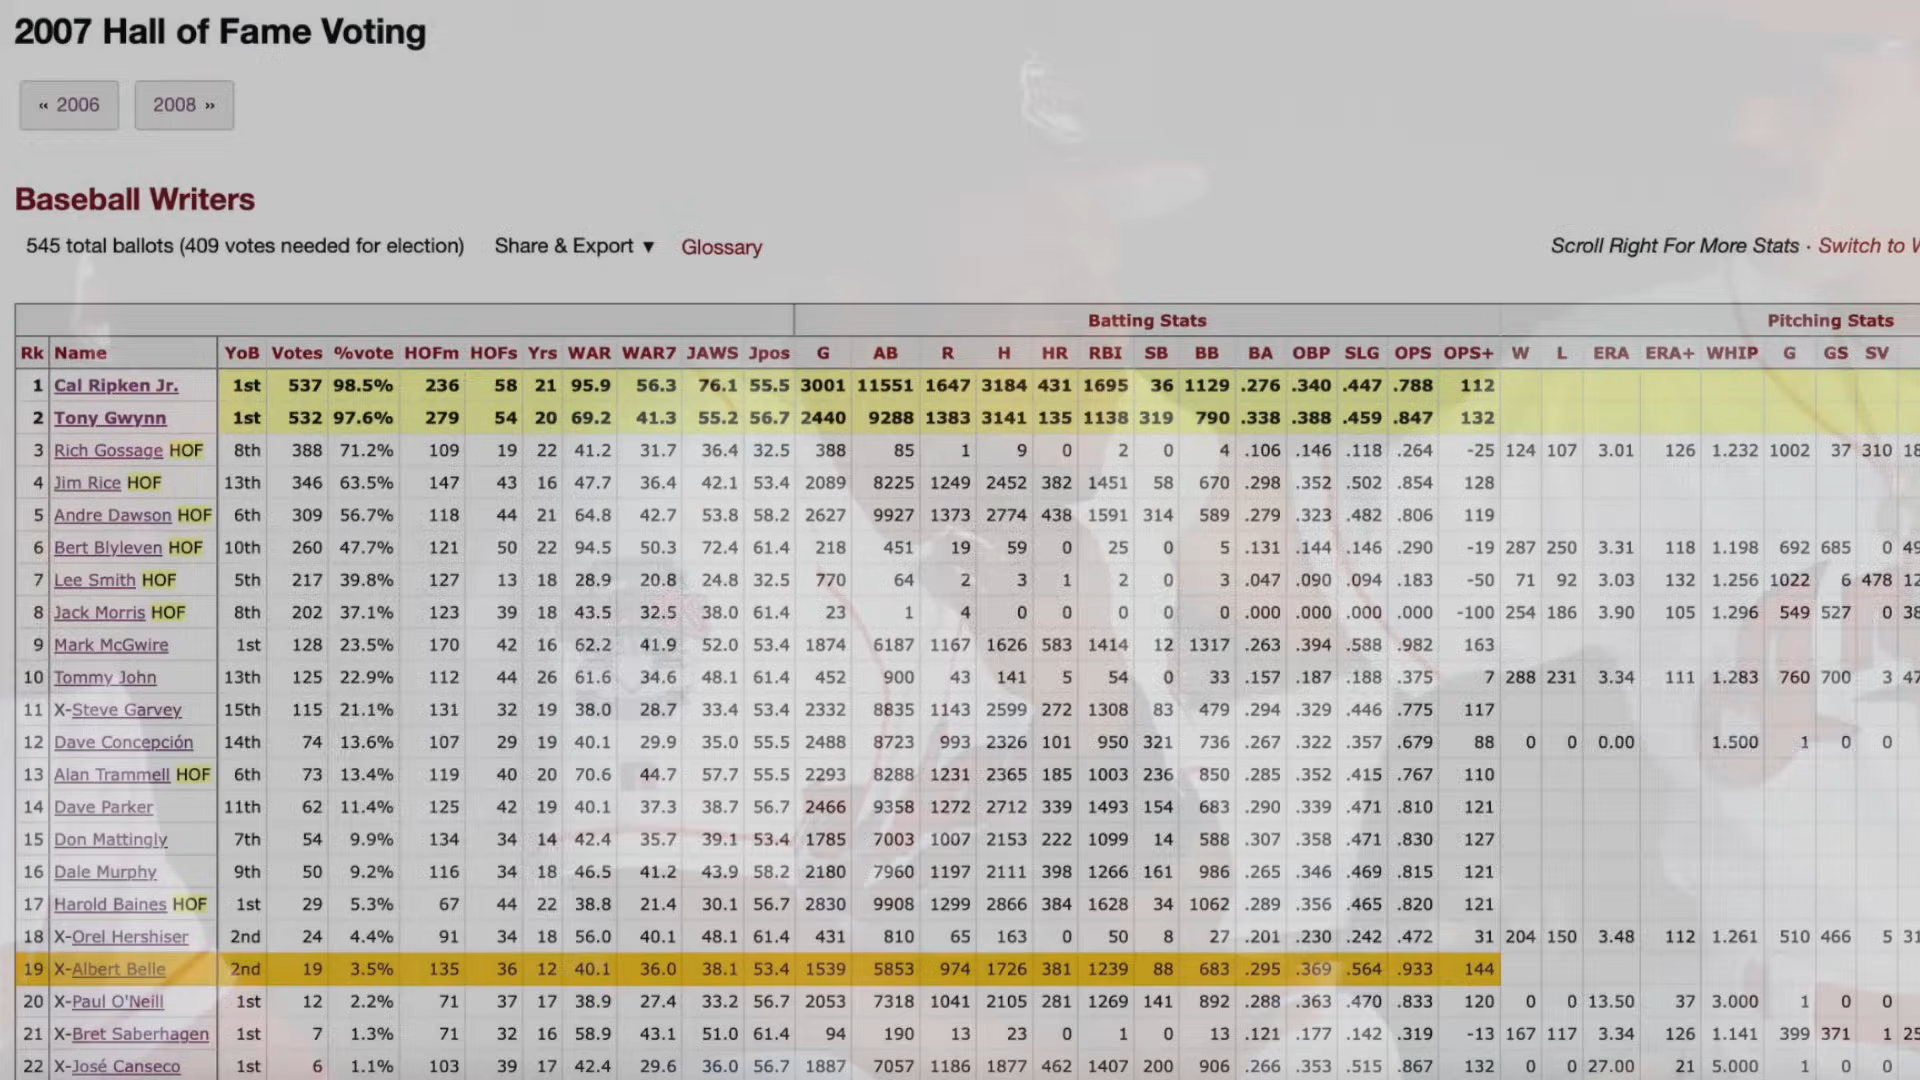 2007 Hall of Fame Voting
« 2006 2008 »
Baseball Writers
545 total ballots (409 votes needed for election) Share & Export ▼ Glossary Scroll Right For More Stats · Switch to
Batting Stats Pitching Stats
Rk Name YoB Votes %vote HOFm HOFs Yrs WAR WAR7 JAWS Jpos G AB R H HR RBI SB BB BA OBP SLG OPS OPS+ W L ERA ERA+ WHIP G GS SV
1 Cal Ripken Jr. 1st 537 98.5% 236 58 21 95.9 56.3 76.1 55.5 3001 11551 1647 3184 431 1695 36 1129 .276 .340 .447 .788 112
2 Tony Gwynn 1st 532 97.6% 279 54 20 69.2 41.3 55.2 56.7 2440 9288 1383 3141 135 1138 319 790 .338 .388 .459 .847 132
3 Rich Gossage HOF 8th 388 71.2% 109 19 22 41.2 31.7 36.4 32.5 388 85 1 9 0 2 0 4 .106 .146 .118 .264 -25 124 107 3.01 126 1.232 1002 37 310 18
4 Jim Rice HOF 13th 346 63.5% 147 43 16 47.7 36.4 42.1 53.4 2089 8225 1249 2452 382 1451 58 670 .298 .352 .502 .854 128
5 Andre Dawson HOF 6th 309 56.7% 118 44 21 64.8 42.7 53.8 58.2 2627 9927 1373 2774 438 1591 314 589 .279 .323 .482 .806 119
6 Bert Blyleven HOF 10th 260 47.7% 121 50 22 94.5 50.3 72.4 61.4 218 451 19 59 0 25 0 5 .131 .144 .146 .290 -19 287 250 3.31 118 1.198 692 685 0 49
7 Lee Smith HOF 5th 217 39.8% 127 13 18 28.9 20.8 24.8 32.5 770 64 2 3 1 2 0 3 .047 .090 .094 .183 -50 71 92 3.03 132 1.256 1022 6 478 12
8 Jack Morris HOF 8th 202 37.1% 123 39 18 43.5 32.5 38.0 61.4 23 1 4 0 0 0 0 0 .000 .000 .000 .000 -100 254 186 3.90 105 1.296 549 527 0 38
9 Mark McGwire 1st 128 23.5% 170 42 16 62.2 41.9 52.0 53.4 1874 6187 1167 1626 583 1414 12 1317 .263 .394 .588 .982 163
10 Tommy John 13th 125 22.9% 112 44 26 61.6 34.6 48.1 61.4 452 900 43 141 5 54 0 33 .157 .187 .188 .375 7 288 231 3.34 111 1.283 760 700 3 47
11 X-Steve Garvey 15th 115 21.1% 131 32 19 38.0 28.7 33.4 53.4 2332 8835 1143 2599 272 1308 83 479 .294 .329 .446 .775 117
12 Dave Concepción 14th 74 13.6% 107 29 19 40.1 29.9 35.0 55.5 2488 8723 993 2326 101 950 321 736 .267 .322 .357 .679 88 0 0 0.00 1.500 1 0 0
13 Alan Trammell HOF 6th 73 13.4% 119 40 20 70.6 44.7 57.7 55.5 2293 8288 1231 2365 185 1003 236 850 .285 .352 .415 .767 110
14 Dave Parker 11th 62 11.4% 125 42 19 40.1 37.3 38.7 56.7 2466 9358 1272 2712 339 1493 154 683 .290 .339 .471 .810 121
15 Don Mattingly 7th 54 9.9% 134 34 14 42.4 35.7 39.1 53.4 1785 7003 1007 2153 222 1099 14 588 .307 .358 .471 .830 127
16 Dale Murphy 9th 50 9.2% 116 34 18 46.5 41.2 43.9 58.2 2180 7960 1197 2111 398 1266 161 986 .265 .346 .469 .815 121
17 Harold Baines HOF 1st 29 5.3% 67 44 22 38.8 21.4 30.1 56.7 2830 9908 1299 2866 384 1628 34 1062 .289 .356 .465 .820 121
18 X-Orel Hershiser 2nd 24 4.4% 91 34 18 56.0 40.1 48.1 61.4 431 810 65 163 0 50 8 27 .201 .230 .242 .472 31 204 150 3.48 112 1.261 510 466 5 31
19 X-Albert Belle 2nd 19 3.5% 135 36 12 40.1 36.0 38.1 53.4 1539 5853 974 1726 381 1239 88 683 .295 .369 .564 .933 144
20 X-Paul O'Neill 1st 12 2.2% 71 37 17 38.9 27.4 33.2 56.7 2053 7318 1041 2105 281 1269 141 892 .288 .363 .470 .833 120 0 0 13.50 37 3.000 1 0 0
21 X-Bret Saberhagen 1st 7 1.3% 71 32 16 58.9 43.1 51.0 61.4 94 190 13 23 0 1 0 13 .121 .177 .142 .319 -13 167 117 3.34 126 1.141 399 371 1 25
22 X-José Canseco 1st 6 1.1% 103 39 17 42.4 29.6 36.0 56.7 1887 7057 1186 1877 462 1407 200 906 .266 .353 .515 .867 132 0 0 27.00 21 5.000 1 0 0